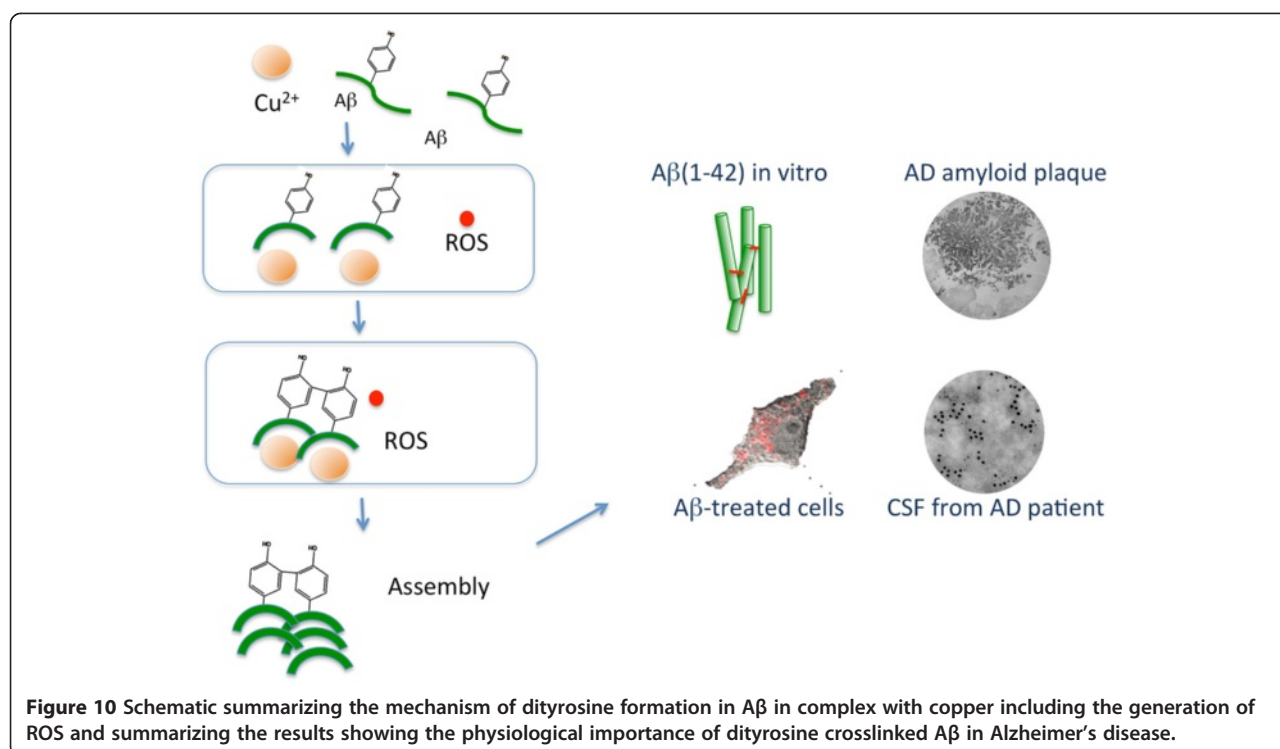 Cu²⁺
Aβ
Aβ
ROS
ROS
Assembly
Aβ(1-42) in vitro
AD amyloid plaque
Aβ-treated cells
CSF from AD patient
Figure 10 Schematic summarizing the mechanism of dityrosine formation in Aβ in complex with copper including the generation of
ROS and summarizing the results showing the physiological importance of dityrosine crosslinked Aβ in Alzheimer's disease.